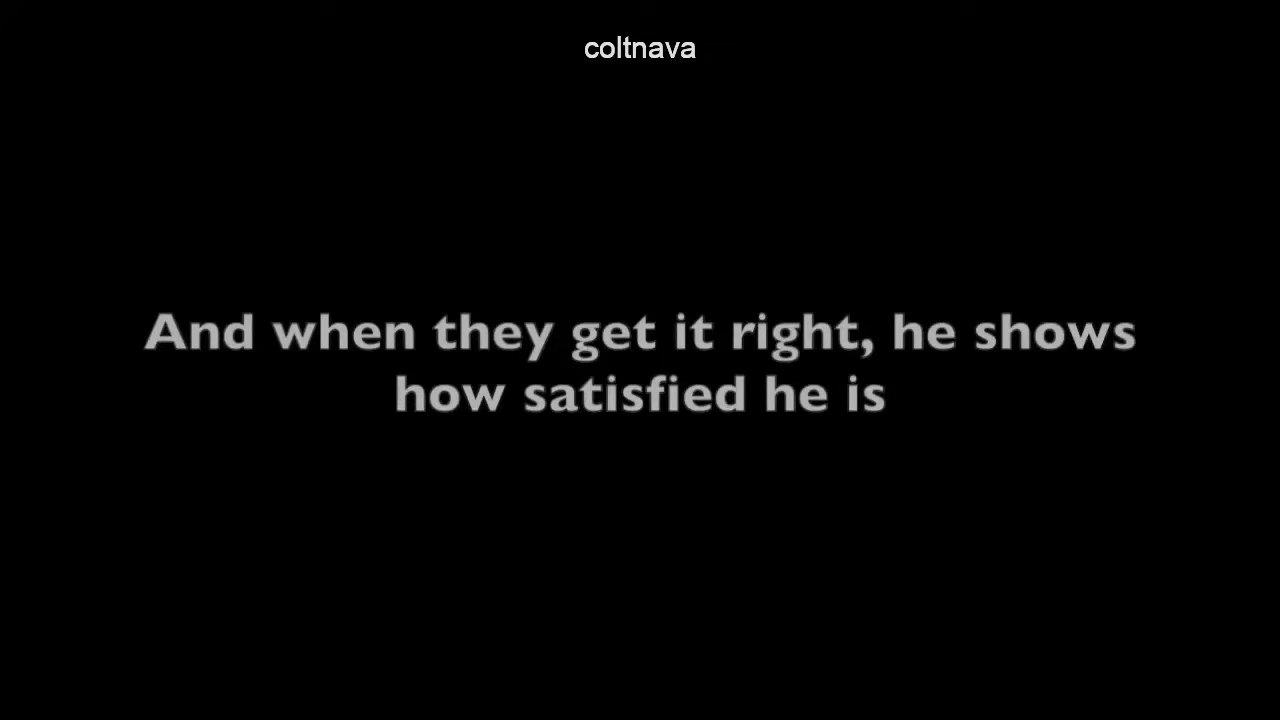 coltnava
And when they get it right, he shows
how satisfied he is